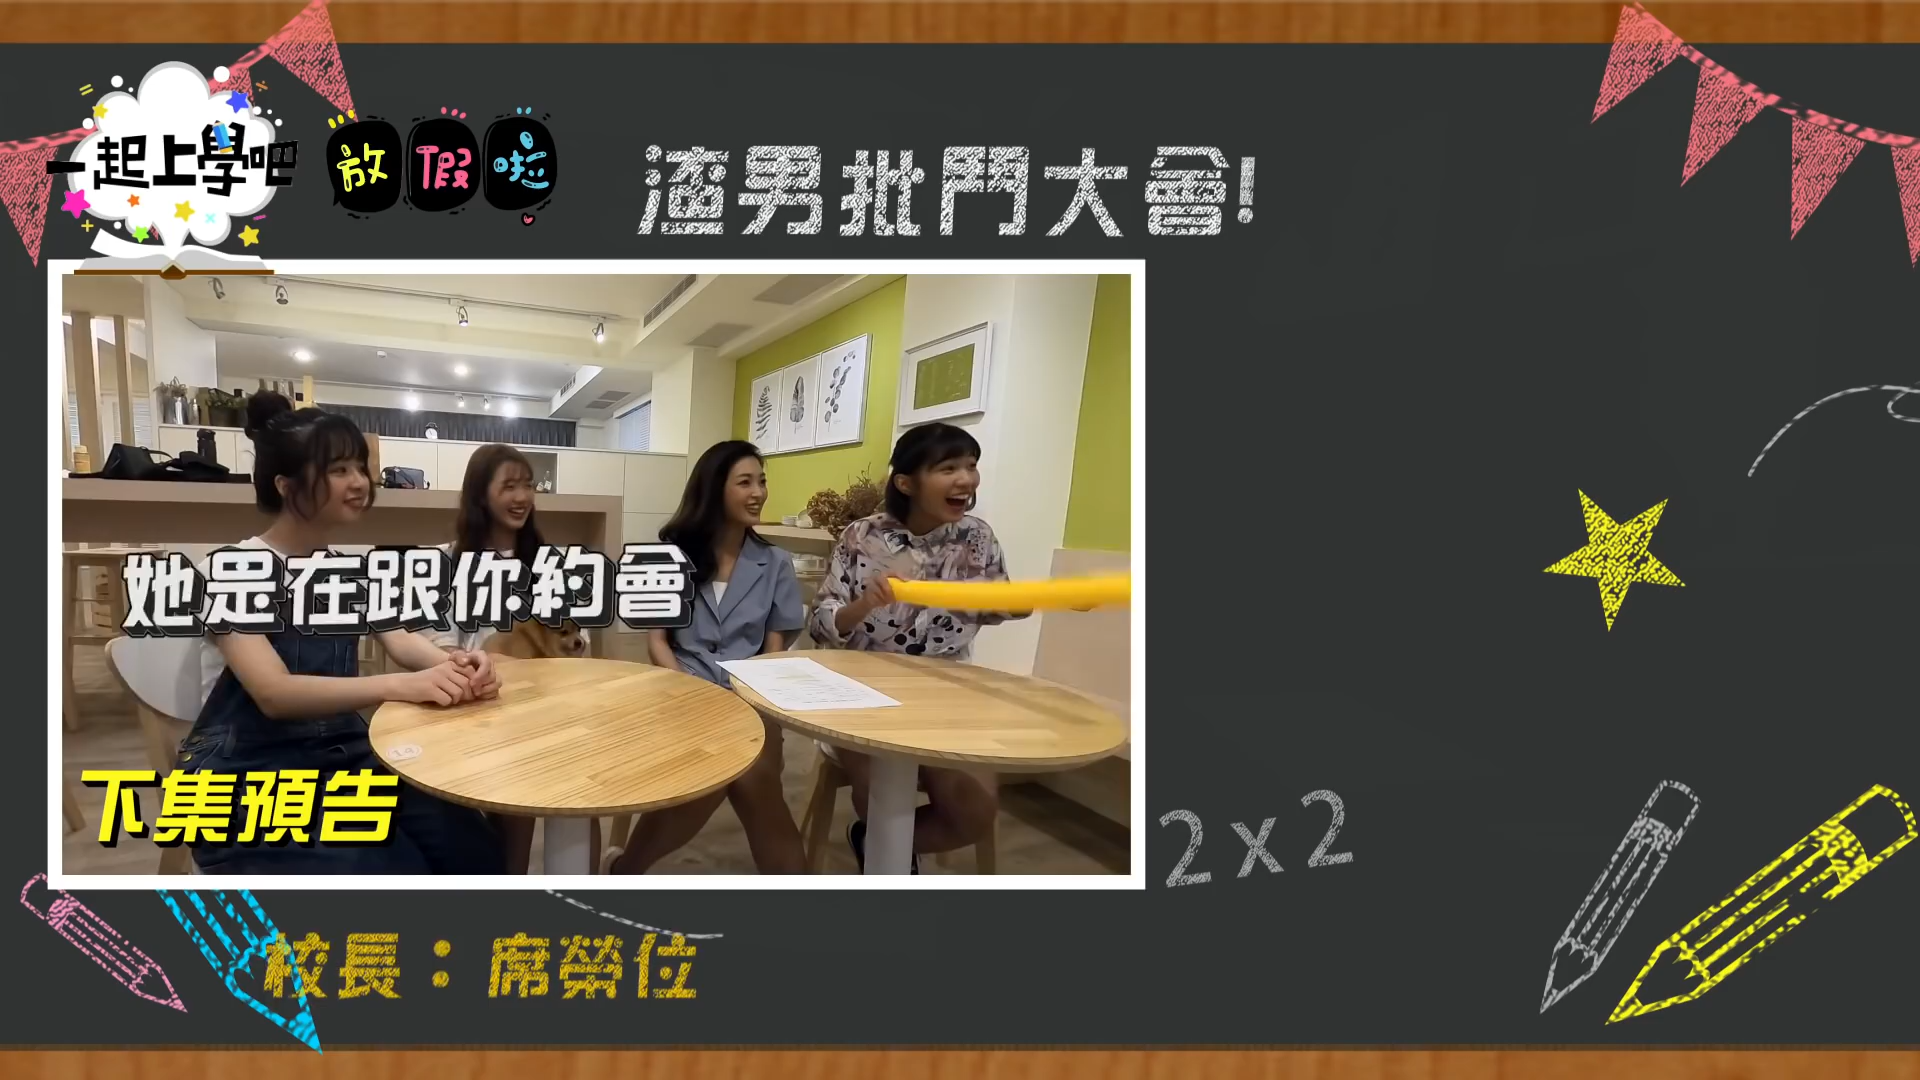 一起上學吧
放假啦
渣男批鬥大會!
她是在跟你約會
14
下集預告
2x2
校長：席榮位